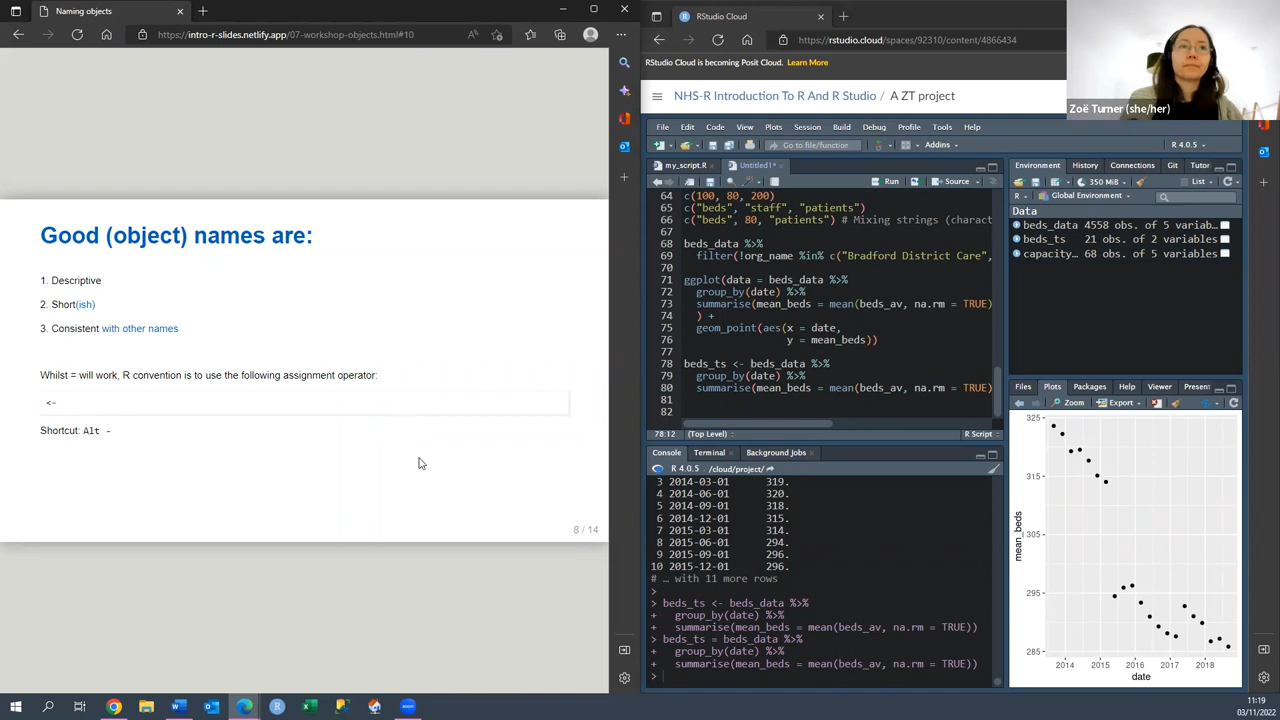 Naming objects
https://intro-r-slides.netlify.app/07-workshop-objects.html#10
Good (object) names are:
1. Descriptive
2. Short(ish)
3. Consistent with other names
Whilst = will work, R convention is to use the following assignment operator:
<-
Shortcut: Alt -
8 / 14
RStudio Cloud
https://rstudio.cloud/spaces/92310/content/4866434
RStudio Cloud is becoming Posit Cloud. Learn More
NHS-R Introduction To R And R Studio / A ZT project
Zoë Turner (she/her)
File Edit Code View Plots Session Build Debug Profile Tools Help
Go to file/function Addins R 4.0.5
my_script.R Untitled1*
Run Source
64 c(100, 80, 200)
65 c("beds", "staff", "patients")
66 c("beds", 80, "patients") # Mixing strings (charact
67
68 beds_data %>%
69 filter(!org_name %in% c("Bradford District Care",
70
71 ggplot(data = beds_data %>%
72 group_by(date) %>%
73 summarise(mean_beds = mean(beds_av, na.rm = TRUE)
74 ) +
75 geom_point(aes(x = date,
76 y = mean_beds))
77
78 beds_ts <- beds_data %>%
79 group_by(date) %>%
80 summarise(mean_beds = mean(beds_av, na.rm = TRUE)
81
82
78:12 (Top Level) R Script
Console Terminal Background Jobs
R 4.0.5 . /cloud/project/
3 2014-03-01 319.
4 2014-06-01 320.
5 2014-09-01 318.
6 2014-12-01 315.
7 2015-03-01 314.
8 2015-06-01 294.
9 2015-09-01 296.
10 2015-12-01 296.
# … with 11 more rows
>
> beds_ts <- beds_data %>%
+ group_by(date) %>%
+ summarise(mean_beds = mean(beds_av, na.rm = TRUE))
> beds_ts = beds_data %>%
+ group_by(date) %>%
+ summarise(mean_beds = mean(beds_av, na.rm = TRUE))
>
Environment History Connections Git Tutor
350 MiB List
R Global Environment
Data
beds_data 4558 obs. of 5 variab…
beds_ts 21 obs. of 2 variables
capacity… 68 obs. of 5 variables
Files Plots Packages Help Viewer Present
Zoom Export
325
315
305
295
285
mean_beds
2014 2015 2016 2017 2018
date
11:19
03/11/2022